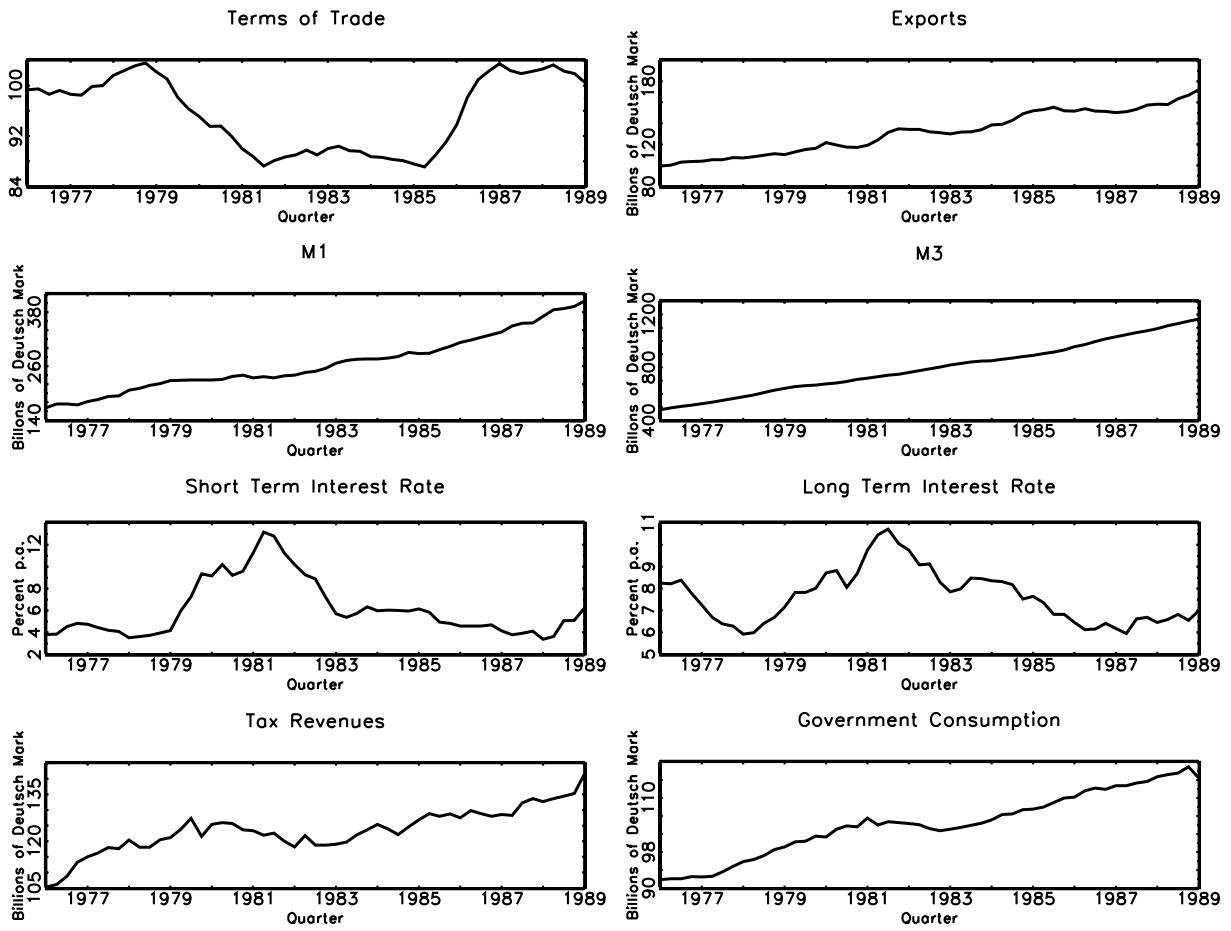 Terms of Trade
100
92
84
1977 1979 1981 1983 1985 1987 1989
Quarter
Exports
Billions of Deutsch Mark
180
120
80
1977 1979 1981 1983 1985 1987 1989
Quarter
M1
Billons of Deutsch Mark
380
260
140
1977 1979 1981 1983 1985 1987 1989
Quarter
M3
Billons of Deutsch Mark
1200
800
400
1977 1979 1981 1983 1985 1987 1989
Quarter
Short Term Interest Rate
Percent p.a.
12
8
6
4
2
1977 1979 1981 1983 1985 1987 1989
Quarter
Long Term Interest Rate
Percent p.a.
11
9
8
7
6
5
1977 1979 1981 1983 1985 1987 1989
Quarter
Tax Revenues
Billions of Deutsch Mark
135
120
105
1977 1979 1981 1983 1985 1987 1989
Quarter
Government Consumption
Billions of Deutsch Mark
110
98
90
1977 1979 1981 1983 1985 1987 1989
Quarter